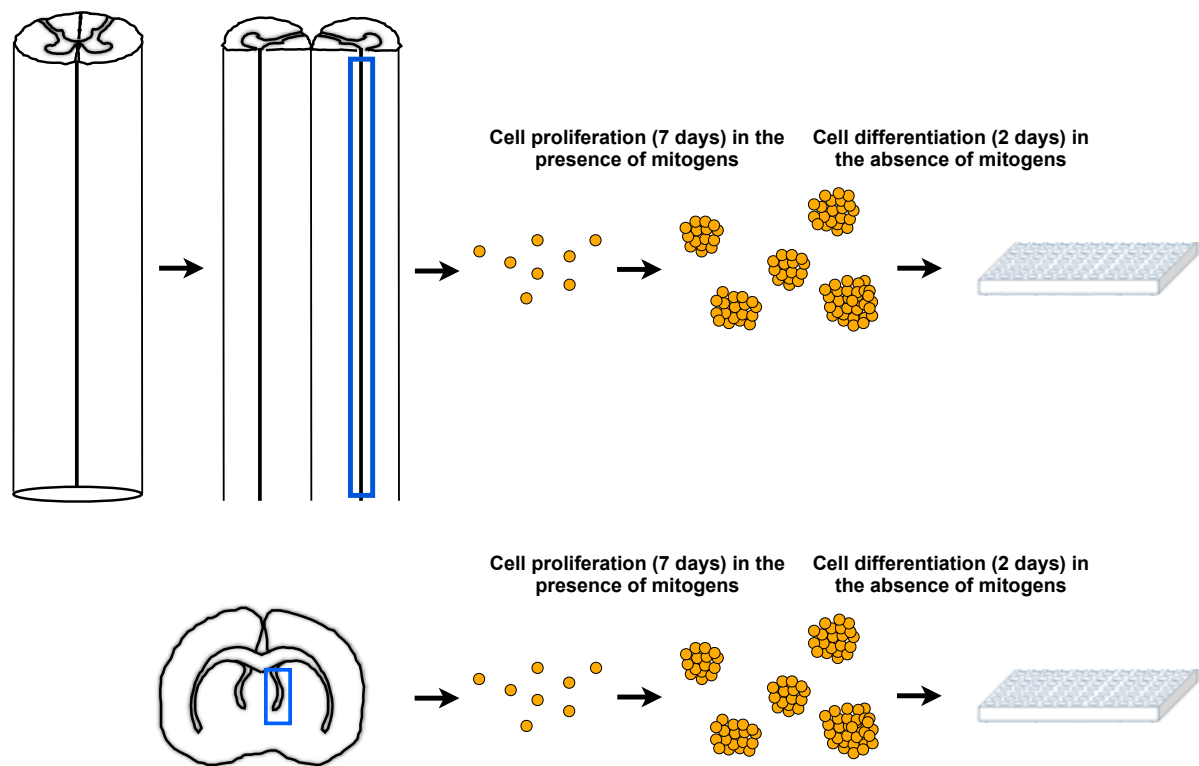 Cell proliferation (7 days) in the
presence of mitogens
Cell differentiation (2 days) in
the absence of mitogens
Cell proliferation (7 days) in the
presence of mitogens
Cell differentiation (2 days) in
the absence of mitogens